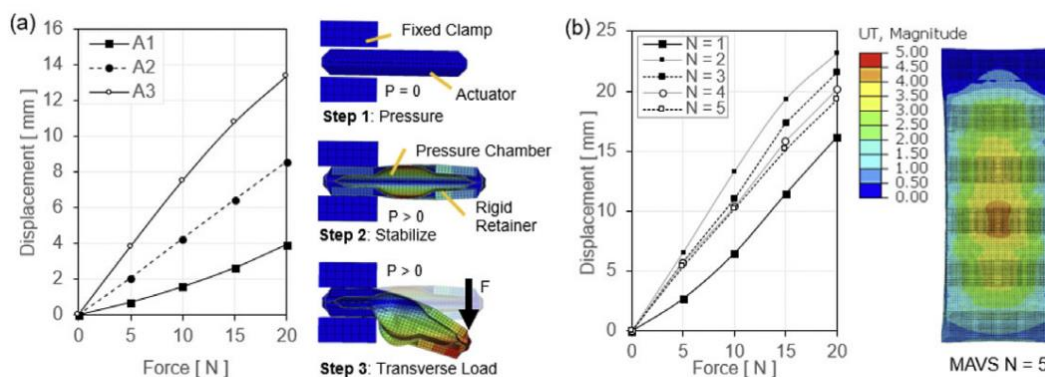 (a)
16
14
12
10
8
6
4
2
0
Displacement [ mm ]
A1
A2
A3
0 5 10 15 20
Force [ N ]
Fixed Clamp
P = 0
Actuator
Step 1: Pressure
Pressure Chamber
P > 0
Rigid
Retainer
Step 2: Stabilize
P > 0
F
Step 3: Transverse Load
(b)
25
20
15
10
5
0
Displacement [ mm ]
N = 1
N = 2
N = 3
N = 4
N = 5
0 5 10 15 20
Force [ N ]
UT, Magnitude
5.00
4.50
4.00
3.50
3.00
2.50
2.00
1.50
1.00
0.50
0.00
MAVS N = 5